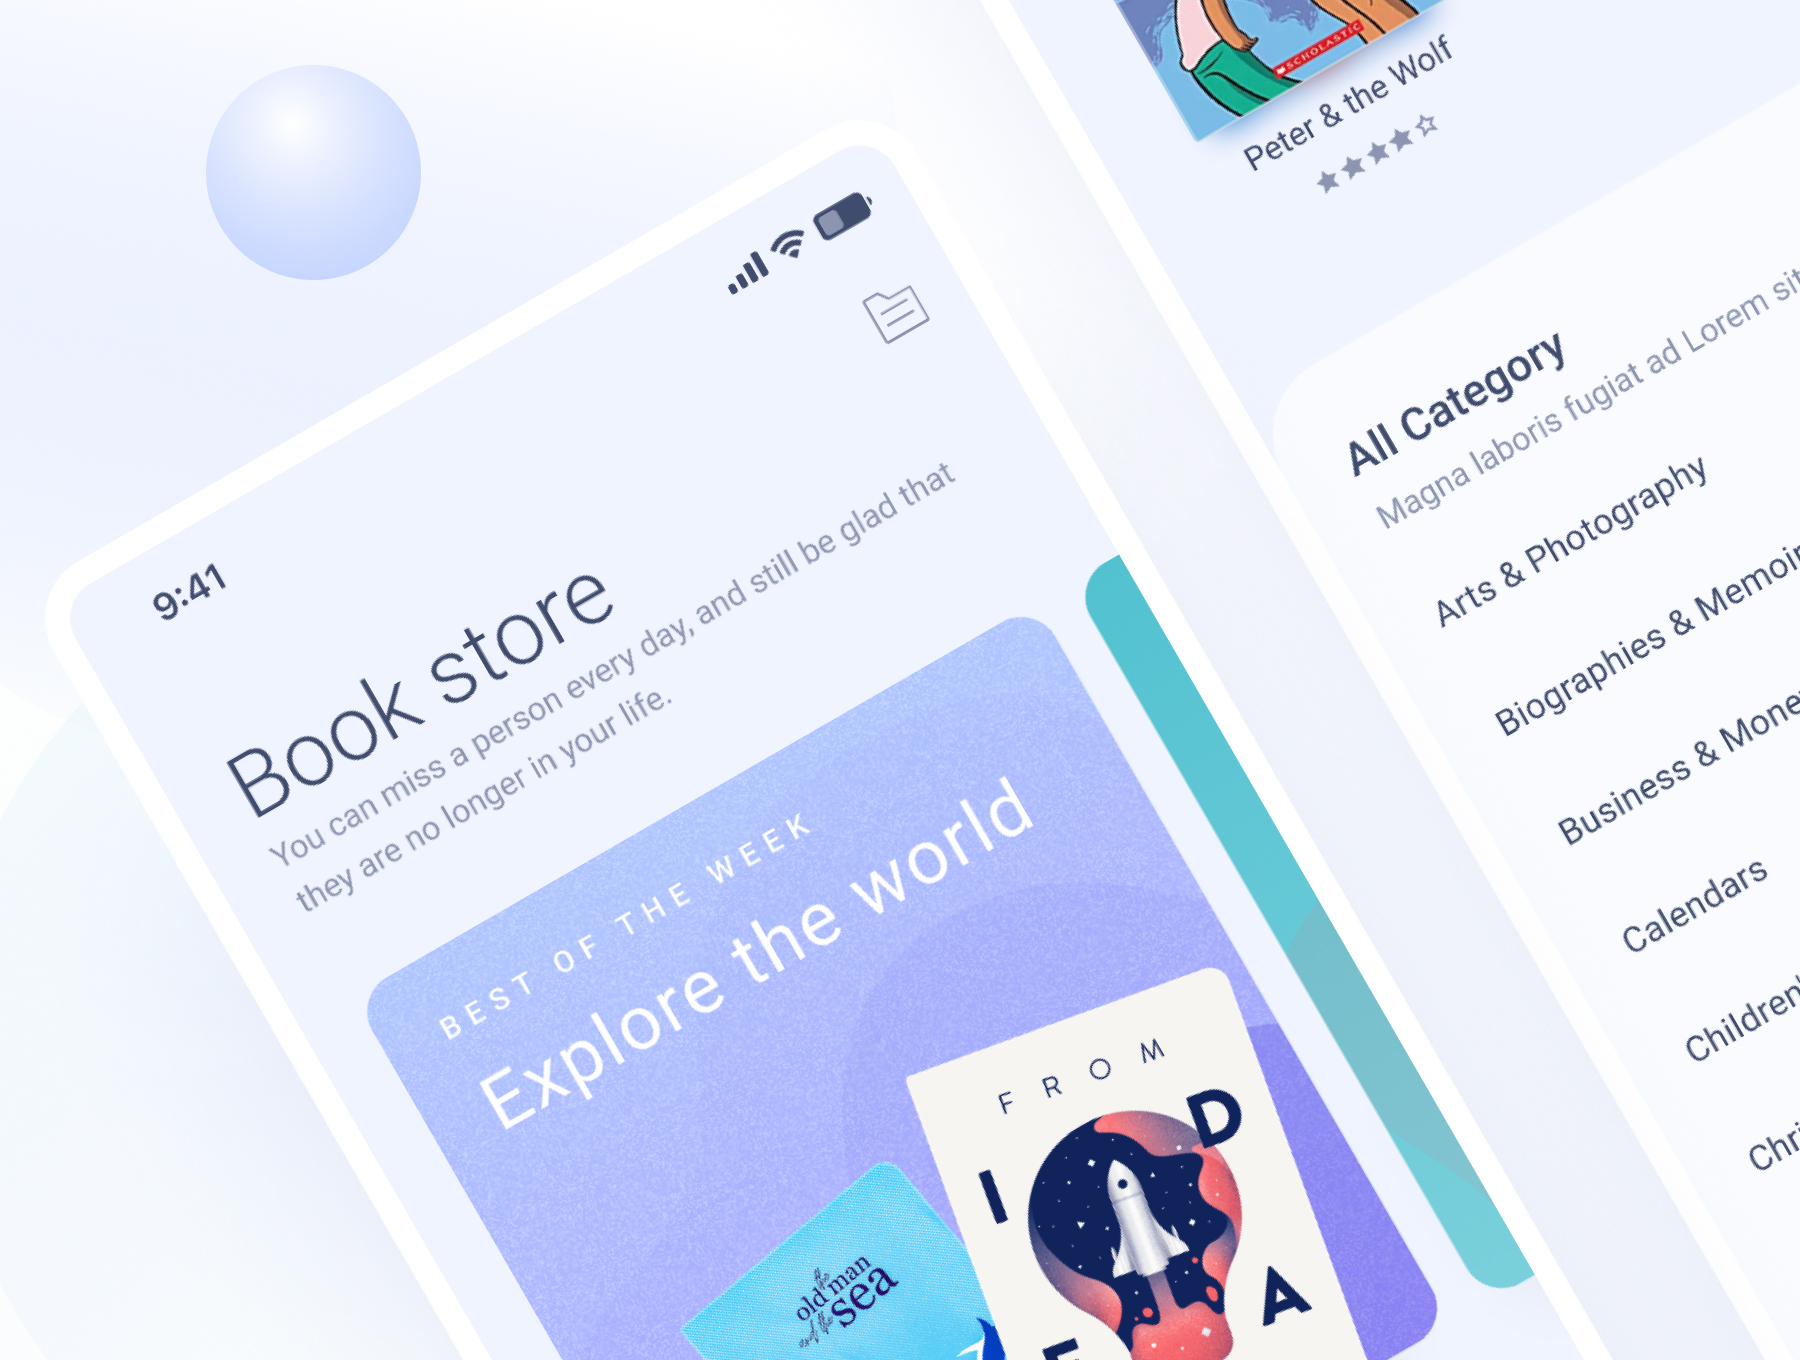 9:41
Book store
You can miss a person every day, and still be glad that
they are no longer in your life.
BEST OF THE WEEK
Explore the world
the
old man
and the sea
FROM
I D
E A
SCHOLASTIC
Peter & the Wolf
All Category
Magna laboris fugiat ad Lorem sit
Arts & Photography
Biographies & Memoir
Business & Mone
Calendars
Children
Chri